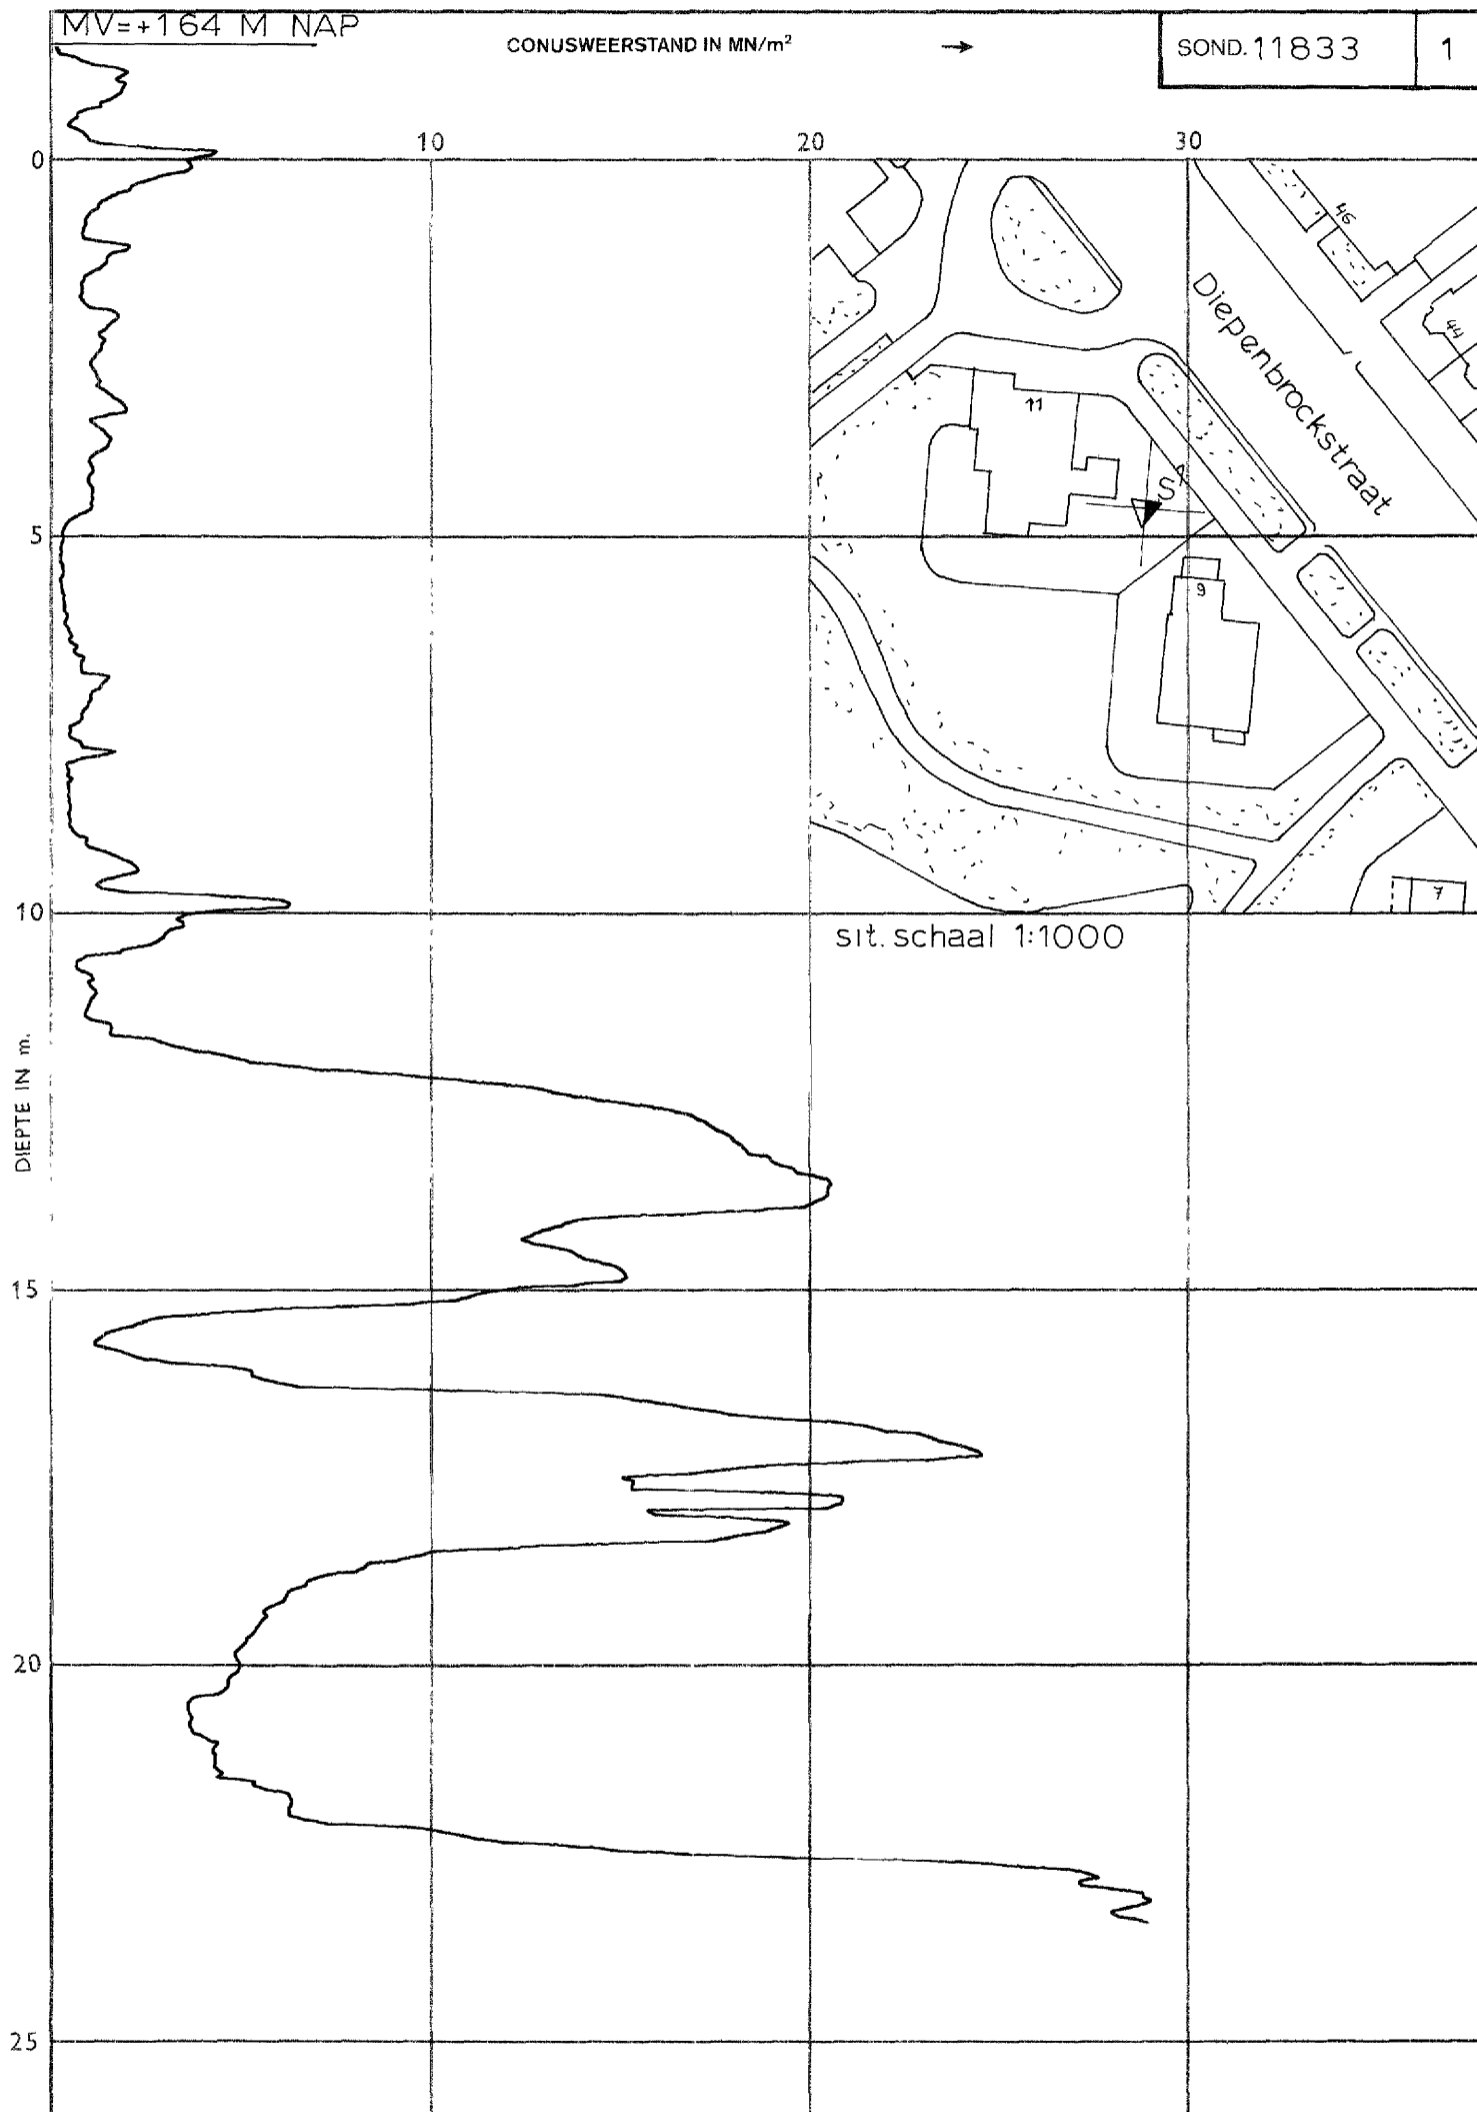 MV=+164 M NAP
CONUSWEERSTAND IN MN/m² →
SOND. 11833 1
10 20 30
0
46
44
Diepenbrockstraat
11
S1
5
9
7
10
sit. schaal 1:1000
DIEPTE IN m.
15
20
25